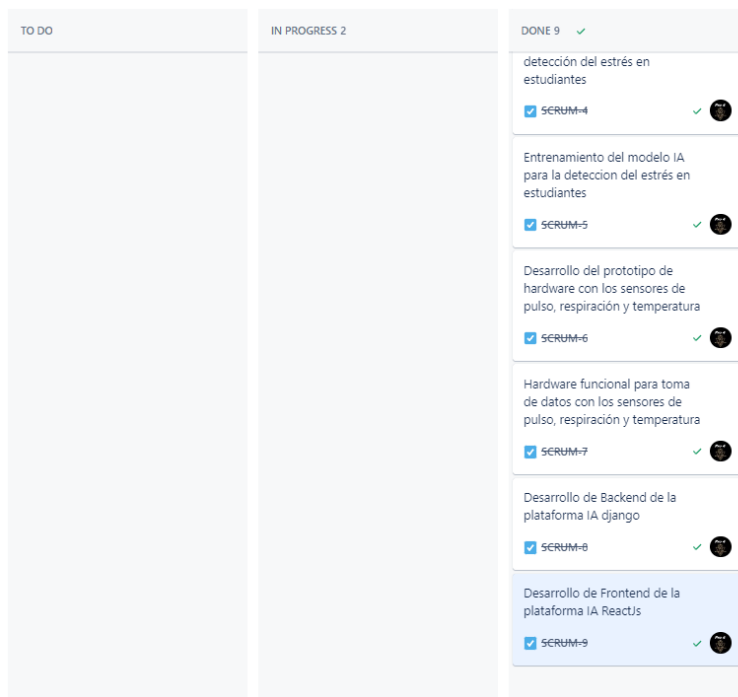 TO DO
IN PROGRESS 2
DONE 9
detección del estrés en
estudiantes
SCRUM-4
Entrenamiento del modelo IA
para la deteccion del estrés en
estudiantes
SCRUM-5
Desarrollo del prototipo de
hardware con los sensores de
pulso, respiración y temperatura
SCRUM-6
Hardware funcional para toma
de datos con los sensores de
pulso, respiración y temperatura
SCRUM-7
Desarrollo de Backend de la
plataforma IA django
SCRUM-8
Desarrollo de Frontend de la
plataforma IA ReactJs
SCRUM-9